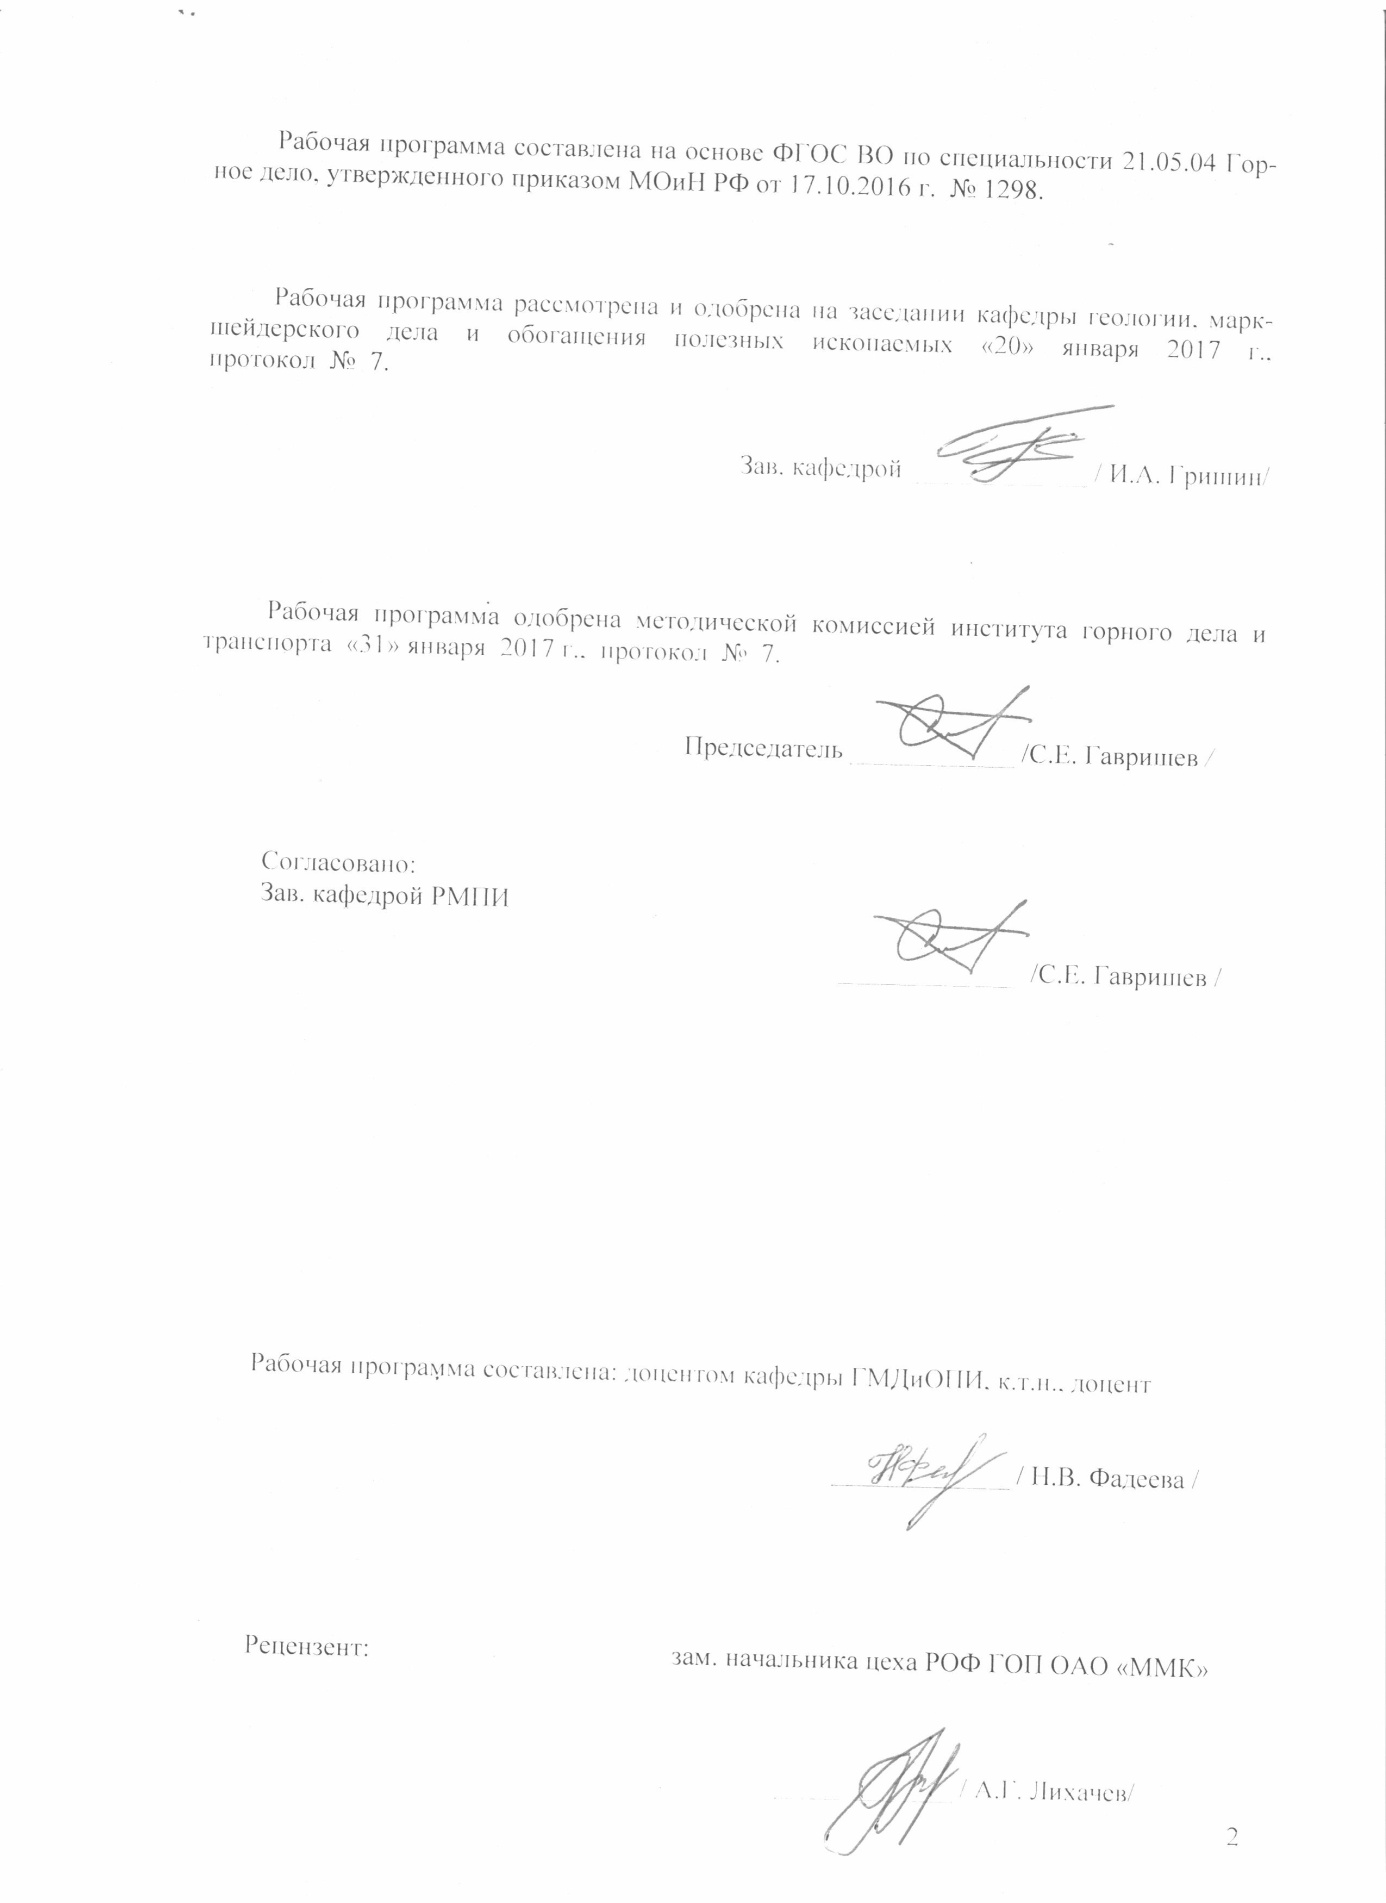 Рабочая программа составлена на основе ФГОС ВО по специальности 21.05.04 Гор-
ное дело, утвержденного приказом МОиН РФ от 17.10.2016 г. № 1298.
Рабочая программа рассмотрена и одобрена на заседании кафедры геологии, марк-
шейдерского дела и обогащения полезных ископаемых «20» января 2017 г.,
протокол № 7.
Зав. кафедрой / И.А. Гришин/
Рабочая программа одобрена методической комиссией института горного дела и
транспорта «31» января 2017 г., протокол № 7.
Председатель /С.Е. Гавришев /
Согласовано:
Зав. кафедрой РМПИ
/С.Е. Гавришев /
Рабочая программа составлена: доцентом кафедры ГМДиОПИ, к.т.н., доцент
/ Н.В. Фадеева /
Рецензент: зам. начальника цеха РОФ ГОП ОАО «ММК»
/ А.Г. Лихачев/
2